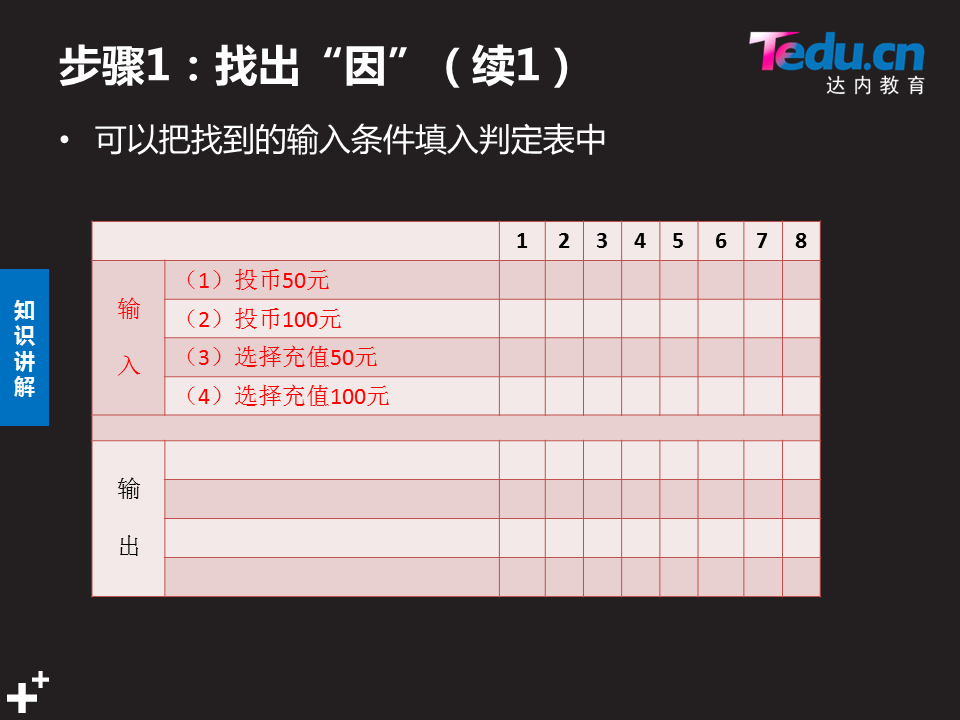 步骤1：找出“因”（续1）
Tedu.cn
达内教育
• 可以把找到的输入条件填入判定表中
知识讲解
1 2 3 4 5 6 7 8
输入
（1）投币50元
（2）投币100元
（3）选择充值50元
（4）选择充值100元
输出